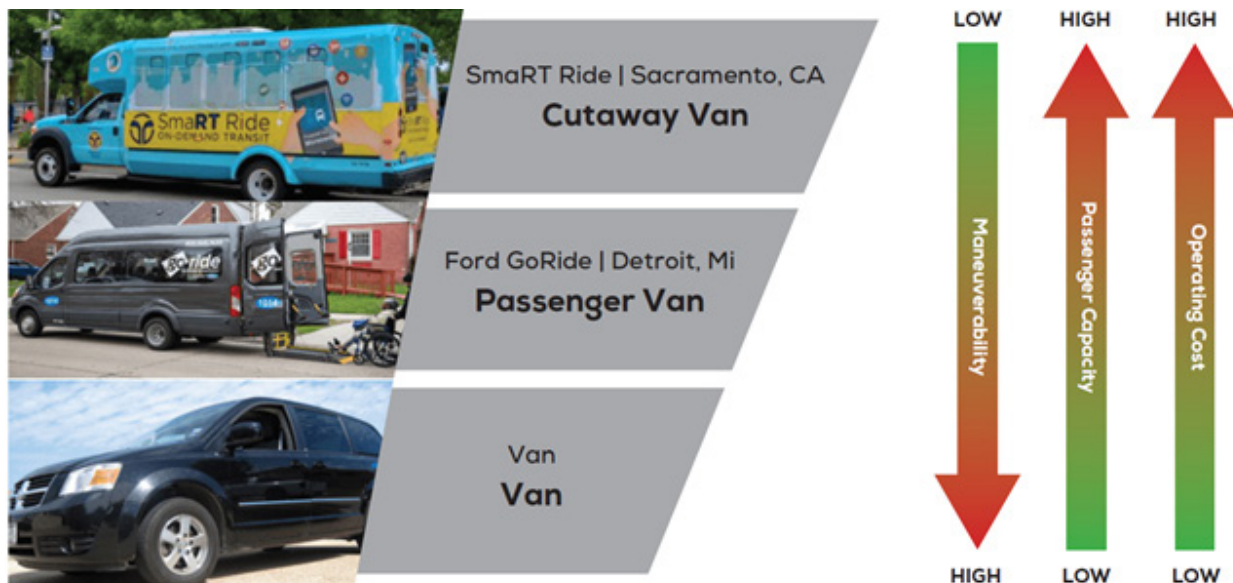 SmaRT Ride
ON-DEMAND TRANSIT
SmaRT Ride | Sacramento, CA
Cutaway Van
ride
Ford GoRide | Detroit, Mi
Passenger Van
Van
Van
LOW
HIGH
HIGH
Maneuverability
Passenger Capacity
Operating Cost
HIGH
LOW
LOW